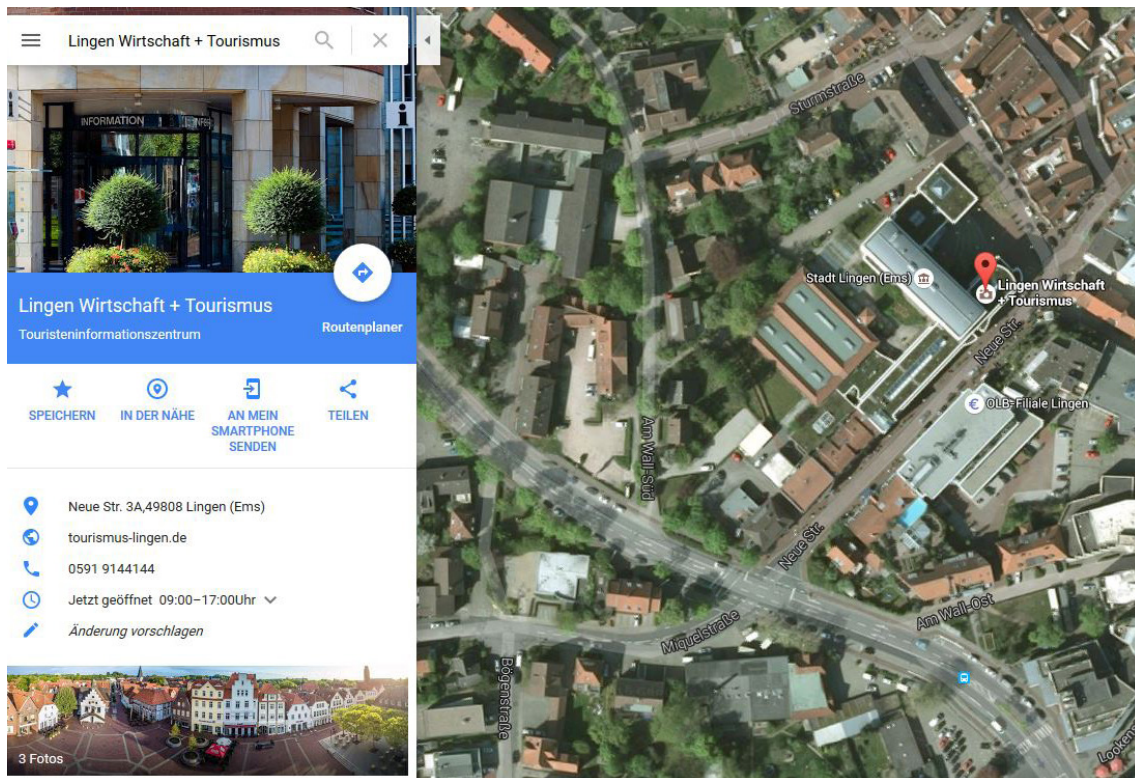 Lingen Wirtschaft + Tourismus
INFORMATION
i
Lingen Wirtschaft + Tourismus
Touristeninformationszentrum
Routenplaner
SPEICHERN
IN DER NÄHE
AN MEIN
SMARTPHONE
SENDEN
TEILEN
Neue Str. 3A,49808 Lingen (Ems)
tourismus-lingen.de
0591 9144144
Jetzt geöffnet 09:00–17:00Uhr
Änderung vorschlagen
3 Fotos
Sturmstraße
Stadt Lingen (Ems)
Lingen Wirtschaft
+ Tourismus
Neue Str.
€ OLB-Filiale Lingen
Am Wall-Süd
Neue Str.
Am Wall-Ost
Miquelstraße
Bögenstraße